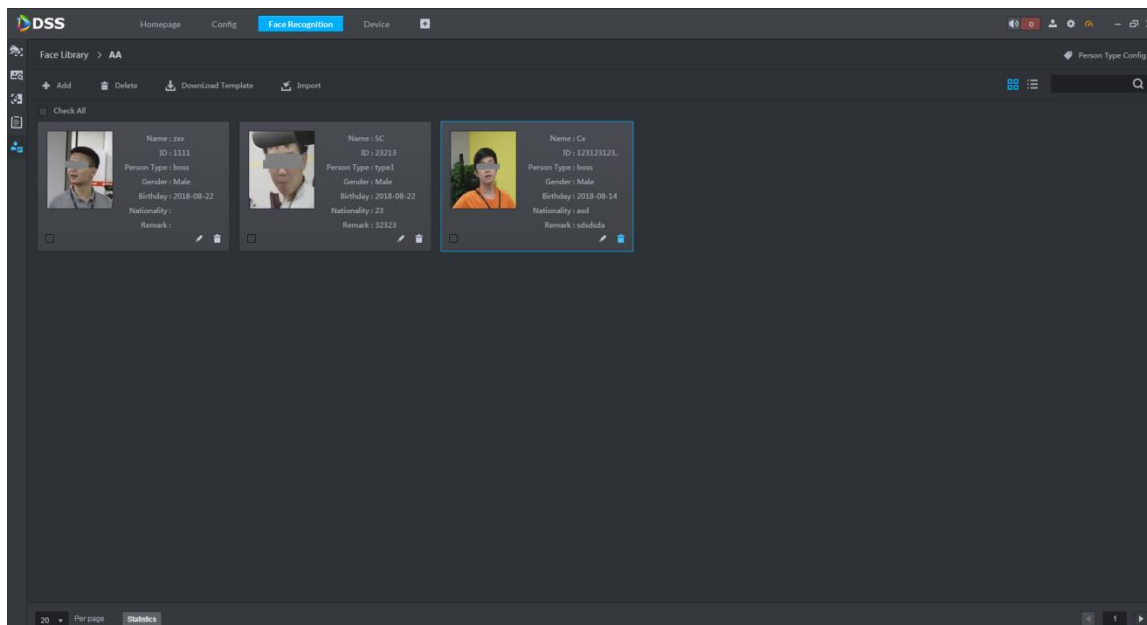 DSS Homepage Config Face Recognition Device 0
Face Library > AA Person Type Config
Add Delete DownLoad Template Import
Check All
Name : zxs
ID : 1111
Person Type : boss
Gender : Male
Birthday : 2018-08-22
Nationality :
Remark :
Name : SC
ID : 23213
Person Type : type1
Gender : Male
Birthday : 2018-08-22
Nationality : 23
Remark : 32323
Name : Cx
ID : 123123123..
Person Type : boss
Gender : Male
Birthday : 2018-08-14
Nationality : asd
Remark : sdsdsda
20 Per page Statistics 1